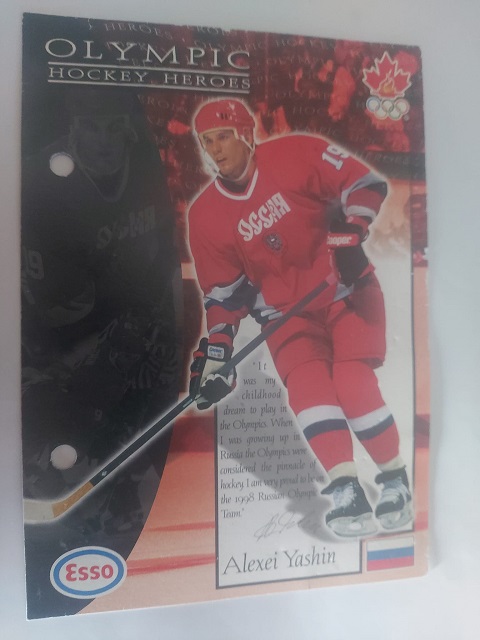 OLYMPIC
HOCKEY HEROES
19
РОССИЯ
Cooper
"It
was my
childhood
dream to play in
the Olympics. When
I was growing up in
Russia the Olympics were
considered the pinnacle of
hockey. I am very proud to be on
the 1998 Russian Olympic
Team."
Alexei Yashin
Esso